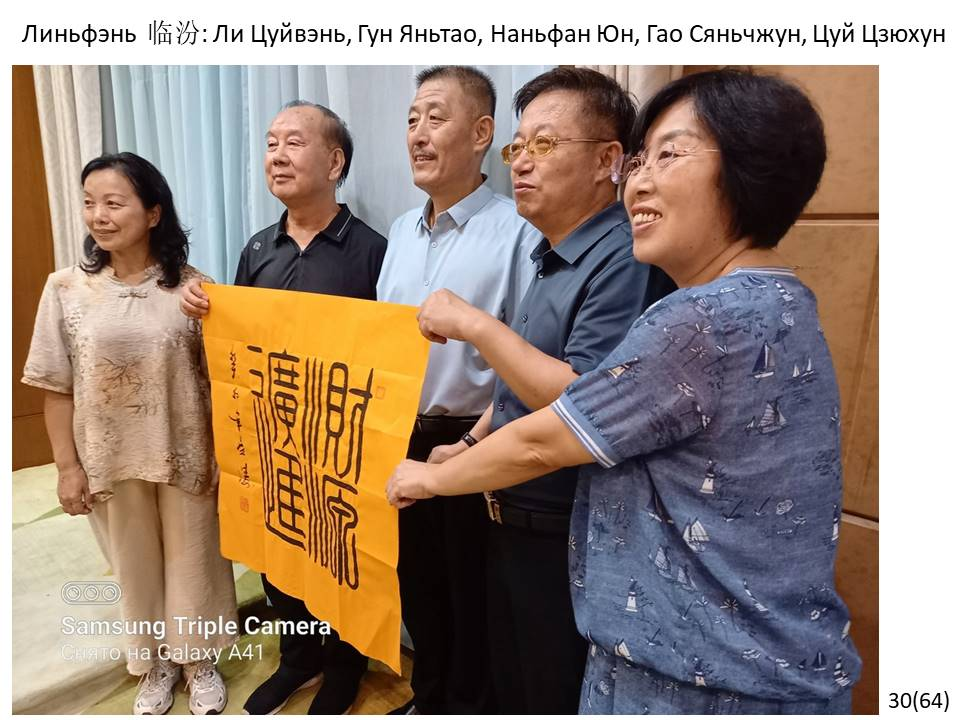 Линьфэнь 临汾: Ли Цуйвэнь, Гун Яньтао, Наньфан Юн, Гао Сяньчжун, Цуй Цзюхун
財源
廣進
Samsung Triple Camera
Снято на Galaxy A41
30(64)